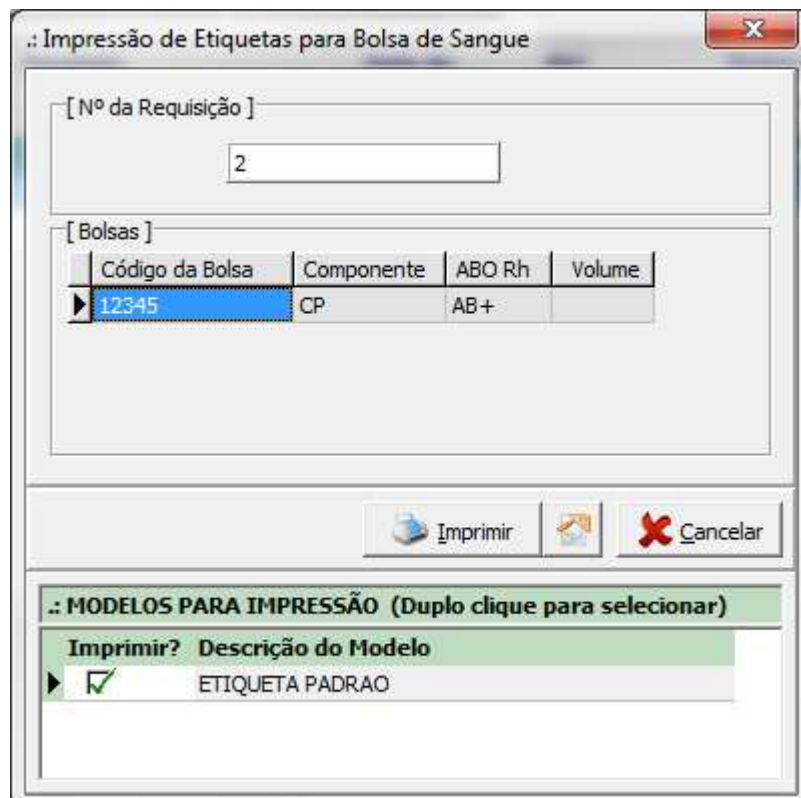 .: Impressão de Etiquetas para Bolsa de Sangue
[ Nº da Requisição ]
2
[ Bolsas ]
Código da Bolsa Componente ABO Rh Volume
12345 CP AB+
Imprimir Cancelar
.: MODELOS PARA IMPRESSÃO (Duplo clique para selecionar)
Imprimir? Descrição do Modelo
ETIQUETA PADRAO